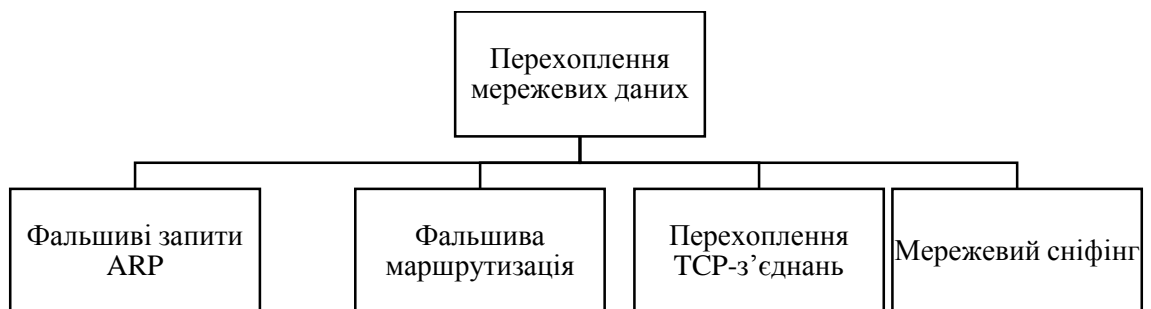 Перехоплення
мережевих даних
Фальшиві запити
ARP
Фальшива
маршрутизація
Перехоплення
TCP-з’єднань
Мережевий сніфінг